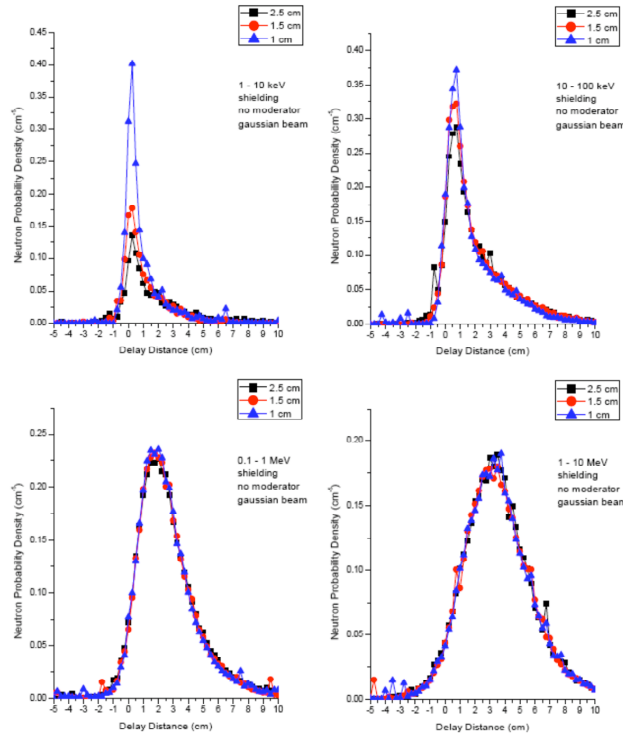 2.5 cm
1.5 cm
1 cm
1 - 10 keV
shielding
no moderator
gaussian beam
Neutron Probability Density (cm⁻¹)
0.45
0.40
0.35
0.30
0.25
0.20
0.15
0.10
0.05
0.00
-5 -4 -3 -2 -1 0 1 2 3 4 5 6 7 8 9 10
Delay Distance (cm)
2.5 cm
1.5 cm
1 cm
10 - 100 keV
shielding
no moderator
gaussian beam
Neutron Probability Density (cm⁻¹)
0.40
0.35
0.30
0.25
0.20
0.15
0.10
0.05
0.00
-5 -4 -3 -2 -1 0 1 2 3 4 5 6 7 8 9 10
Delay Distance (cm)
2.5 cm
1.5 cm
1 cm
0.1 - 1 MeV
shielding
no moderator
gaussian beam
Neutron Probability Density (cm⁻¹)
0.25
0.20
0.15
0.10
0.05
0.00
-5 -4 -3 -2 -1 0 1 2 3 4 5 6 7 8 9 10
Delay Distance (cm)
2.5 cm
1.5 cm
1 cm
1 - 10 MeV
shielding
no moderator
gaussian beam
Neutron Probability Density (cm⁻¹)
0.20
0.15
0.10
0.05
0.00
-5 -4 -3 -2 -1 0 1 2 3 4 5 6 7 8 9 10
Delay Distance (cm)